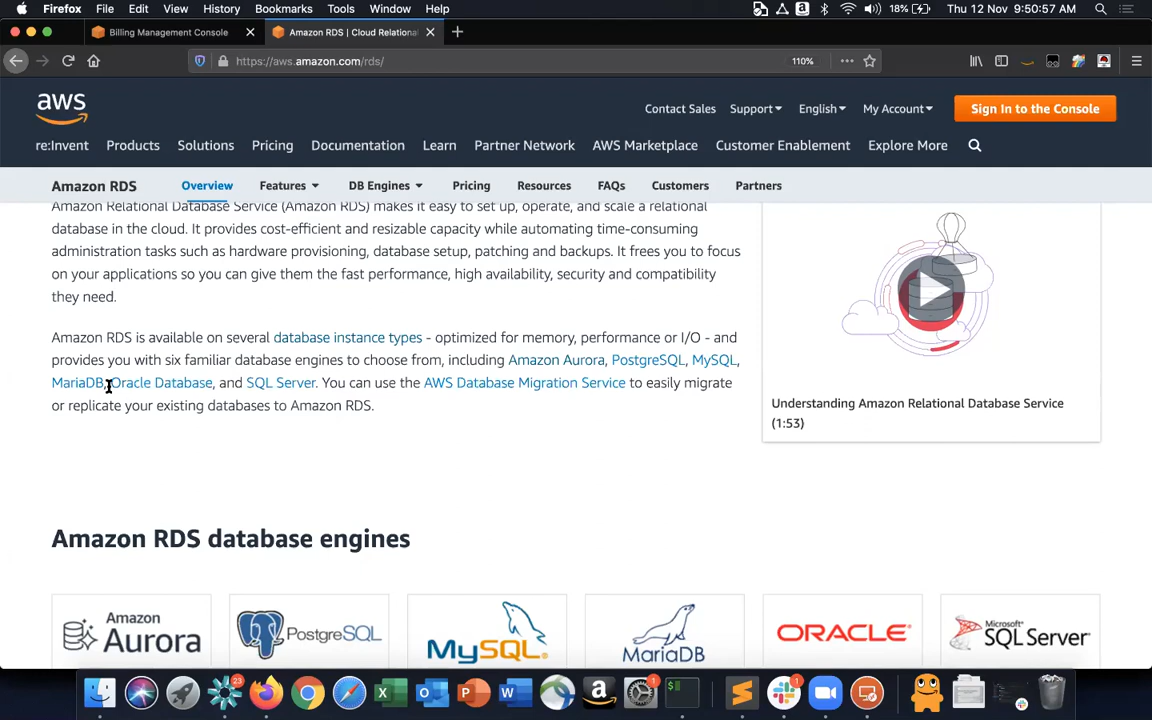 Firefox File Edit View History Bookmarks Tools Window Help 18% Thu 12 Nov 9:50:57 AM
Billing Management Console Amazon RDS | Cloud Relational
https://aws.amazon.com/rds/ 110%
aws
Contact Sales Support English My Account Sign In to the Console
re:Invent Products Solutions Pricing Documentation Learn Partner Network AWS Marketplace Customer Enablement Explore More
Amazon RDS Overview Features DB Engines Pricing Resources FAQs Customers Partners
Amazon Relational Database Service (Amazon RDS) makes it easy to set up, operate, and scale a relational
database in the cloud. It provides cost-efficient and resizable capacity while automating time-consuming
administration tasks such as hardware provisioning, database setup, patching and backups. It frees you to focus
on your applications so you can give them the fast performance, high availability, security and compatibility
they need.
Amazon RDS is available on several database instance types - optimized for memory, performance or I/O - and
provides you with six familiar database engines to choose from, including Amazon Aurora, PostgreSQL, MySQL,
MariaDB, Oracle Database, and SQL Server. You can use the AWS Database Migration Service to easily migrate
or replicate your existing databases to Amazon RDS.
Understanding Amazon Relational Database Service
(1:53)
Amazon RDS database engines
Amazon
Aurora
PostgreSQL
MySQL
MariaDB
ORACLE
Microsoft
SQL Server
23
1
1